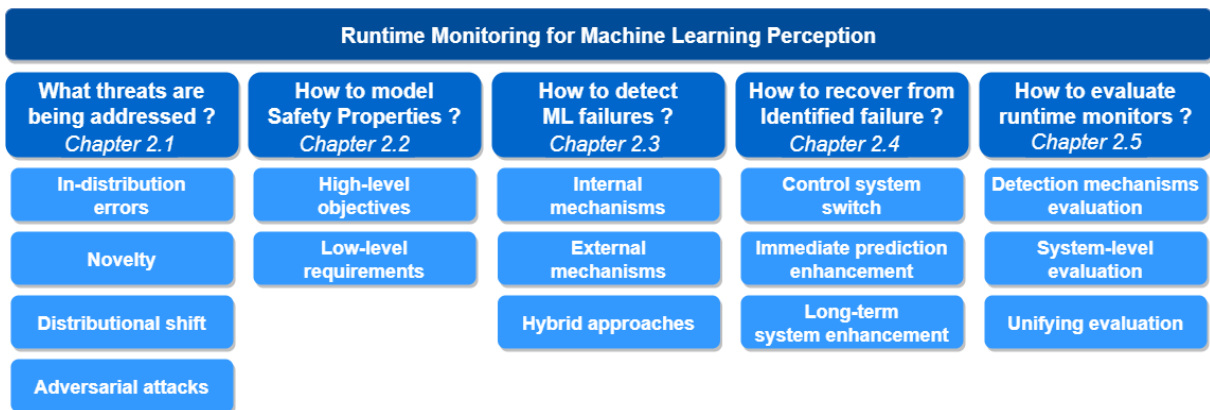 Runtime Monitoring for Machine Learning Perception
What threats are
being addressed ?
Chapter 2.1
In-distribution
errors
Novelty
Distributional shift
Adversarial attacks
How to model
Safety Properties ?
Chapter 2.2
High-level
objectives
Low-level
requirements
How to detect
ML failures ?
Chapter 2.3
Internal
mechanisms
External
mechanisms
Hybrid approaches
How to recover from
Identified failure ?
Chapter 2.4
Control system
switch
Immediate prediction
enhancement
Long-term
system enhancement
How to evaluate
runtime monitors ?
Chapter 2.5
Detection mechanisms
evaluation
System-level
evaluation
Unifying evaluation